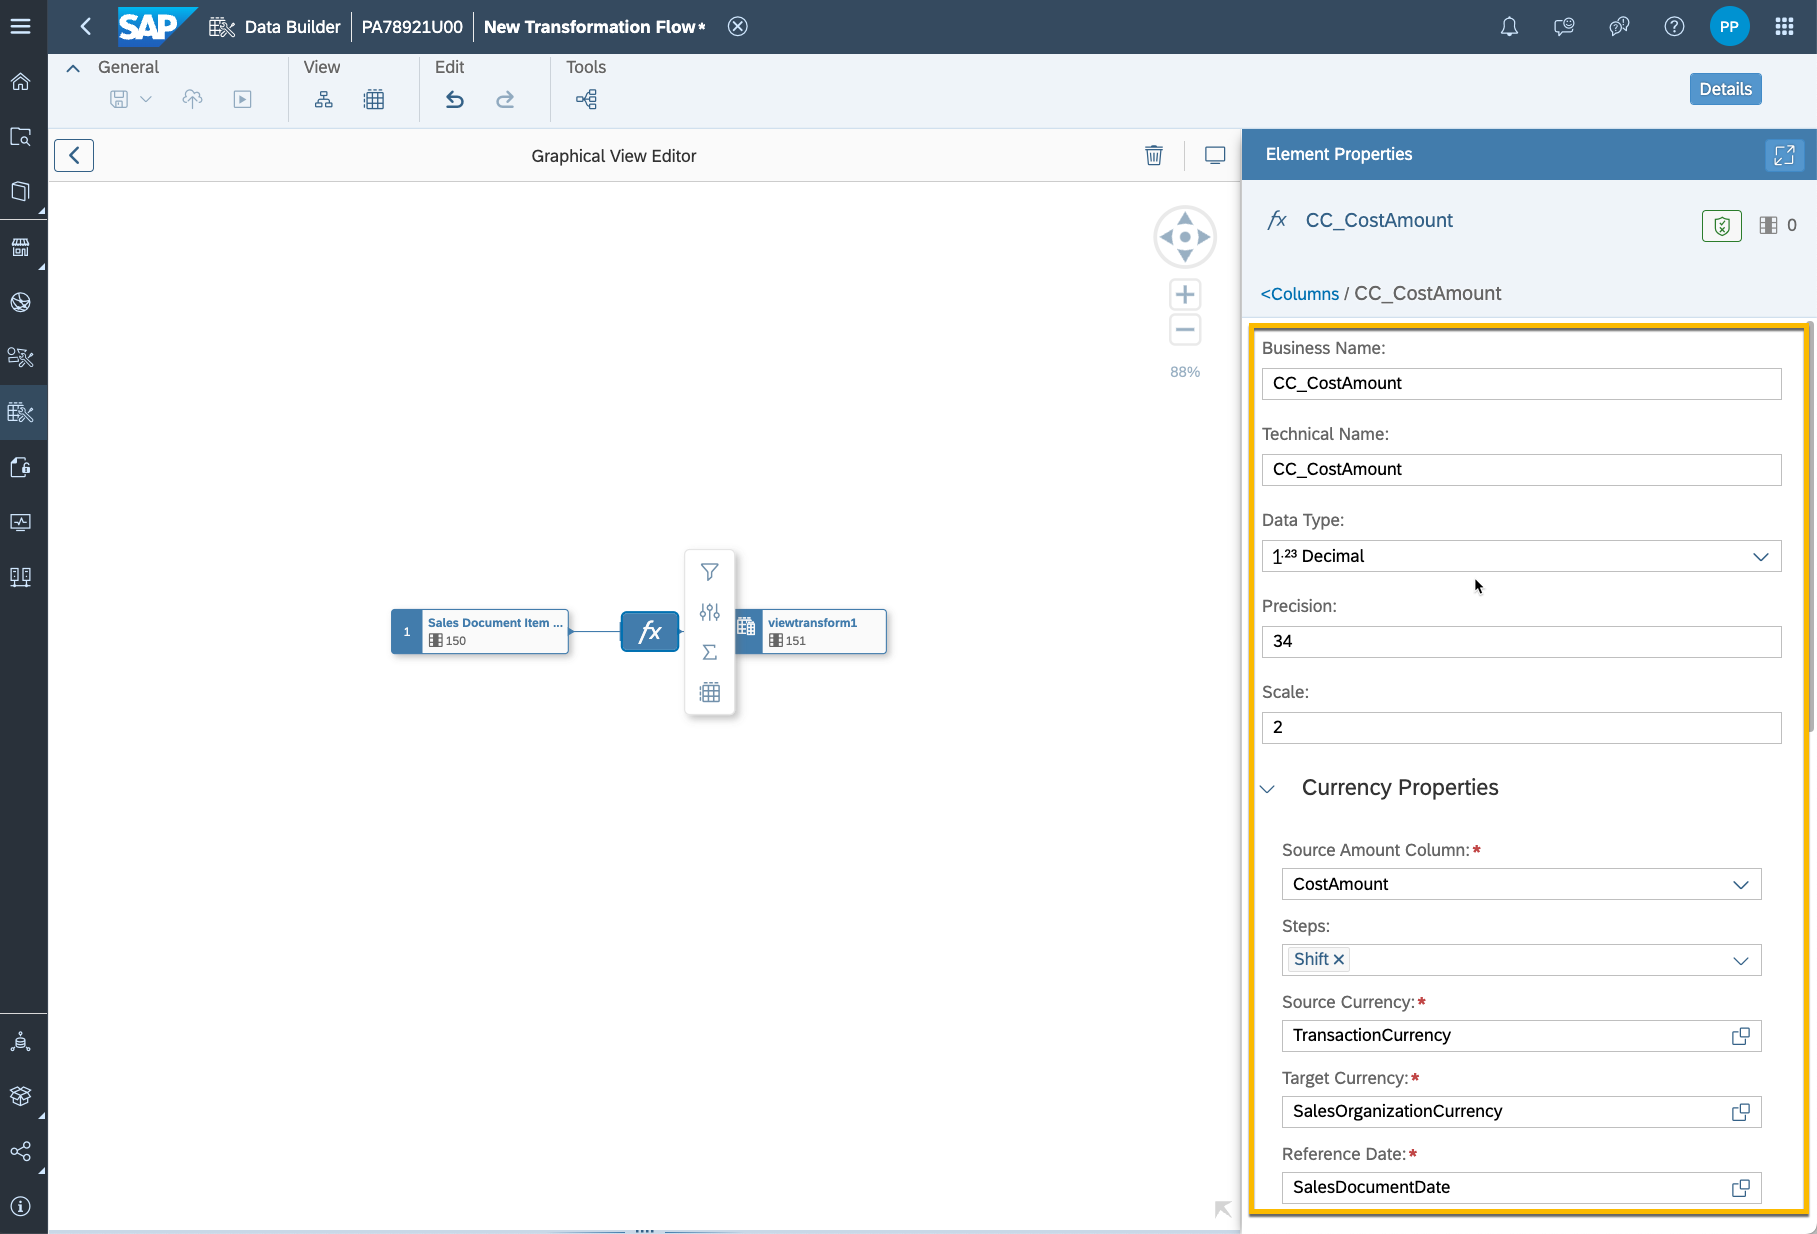 SAP Data Builder PA78921U00 New Transformation Flow* PP
General View Edit Tools
Details
Graphical View Editor
Element Properties
fx CC_CostAmount 0
<Columns / CC_CostAmount
88%
Business Name:
CC_CostAmount
Technical Name:
CC_CostAmount
Data Type:
1.23 Decimal
Precision:
34
Scale:
2
1 Sales Document Item ...
150
fx
viewtransform1
151
Currency Properties
Source Amount Column:*
CostAmount
Steps:
Shift
Source Currency:*
TransactionCurrency
Target Currency:*
SalesOrganizationCurrency
Reference Date:*
SalesDocumentDate